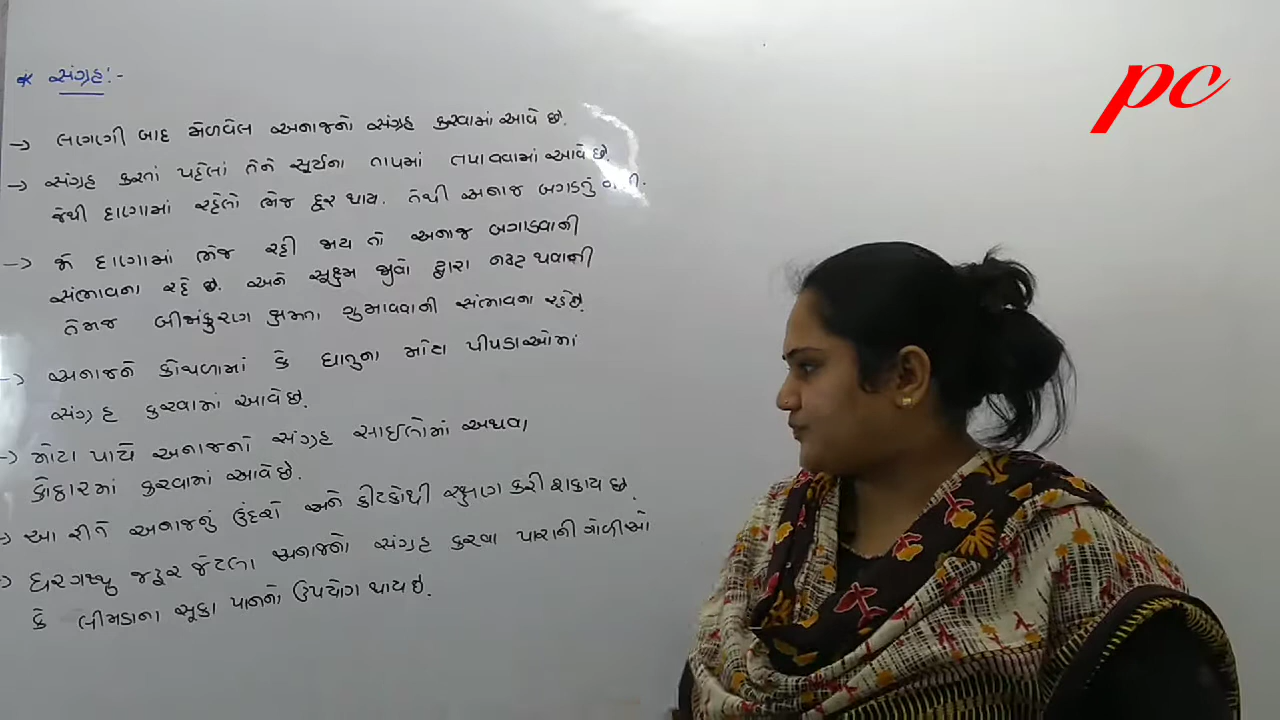 * સંગ્રહ:-
→ લણણી બાદ મેળવેલ અનાજનો સંગ્રહ કરવામાં આવે છે.
→ સંગ્રહ કરતાં પહેલાં તેને સૂર્યના તાપમાં તપાવવામાં આવે છે.
જેથી દાણામાં રહેલો ભેજ દૂર થાય. તેથી અનાજ બગડતું
→ જો દાણામાં ભેજ રહી જાય તો અનાજ બગાડવાની
સંભાવના રહે છે. અને સૂક્ષ્મ જીવો દ્વારા નષ્ટ થવાની
તેમજ બીજાંકુરણ ક્ષમતા ગુમાવવાની સંભાવના રહેછે.
→ અનાજને કોથળામાં કે ધાતુના મોટા પીપડાઓમાં
સંગ્રહ કરવામાં આવે છે.
→ મોટા પાયે અનાજનો સંગ્રહ સાઈલોમાં અથવા
કોઠારમાં કરવામાં આવે છે.
→ આ રીતે અનાજનું ઉંદરો અને કીટકોથી રક્ષણ કરી શકાય છે.
→ ઘરગથ્થુ જરૂર જેટલા અનાજનો સંગ્રહ કરવા પારાની ગોળીઓ
કે લીમડાના સૂકા પાનનો ઉપયોગ થાય છે.
pc